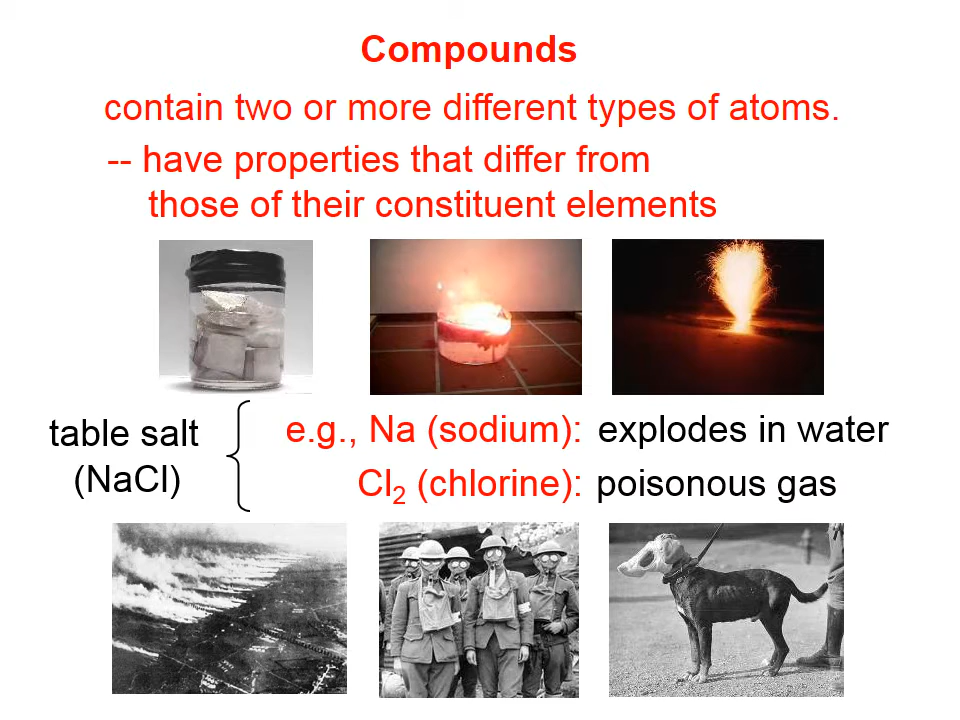 Compounds
contain two or more different types of atoms.
-- have properties that differ from
those of their constituent elements
table salt
(NaCl)
e.g., Na (sodium): explodes in water
Cl₂ (chlorine): poisonous gas